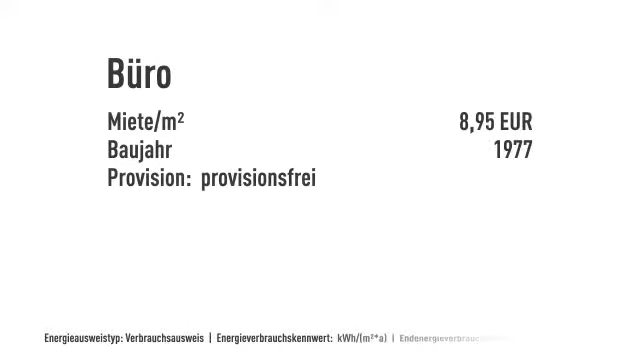 Büro
Miete/m² 8,95 EUR
Baujahr 1977
Provision: provisionsfrei
Energieausweistyp: Verbrauchsausweis | Energieverbrauchskennwert: kWh/(m²*a) |